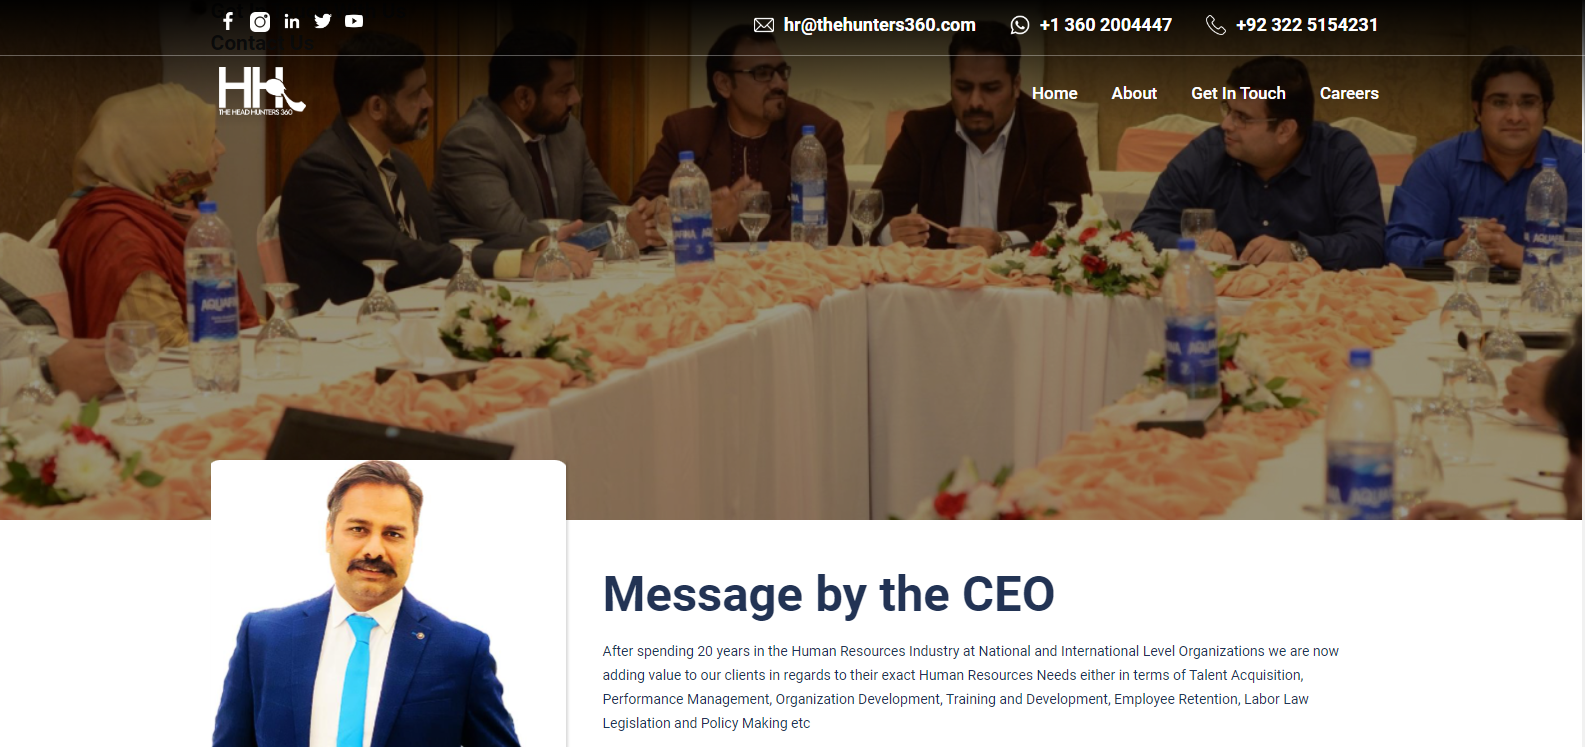 hr@thehunters360.com
+1 360 2004447
+92 322 5154231
HH
THE HEAD HUNTERS 360
Home
About
Get In Touch
Careers
AQUAFINA
Message by the CEO
After spending 20 years in the Human Resources Industry at National and International Level Organizations we are now
adding value to our clients in regards to their exact Human Resources Needs either in terms of Talent Acquisition,
Performance Management, Organization Development, Training and Development, Employee Retention, Labor Law
Legislation and Policy Making etc